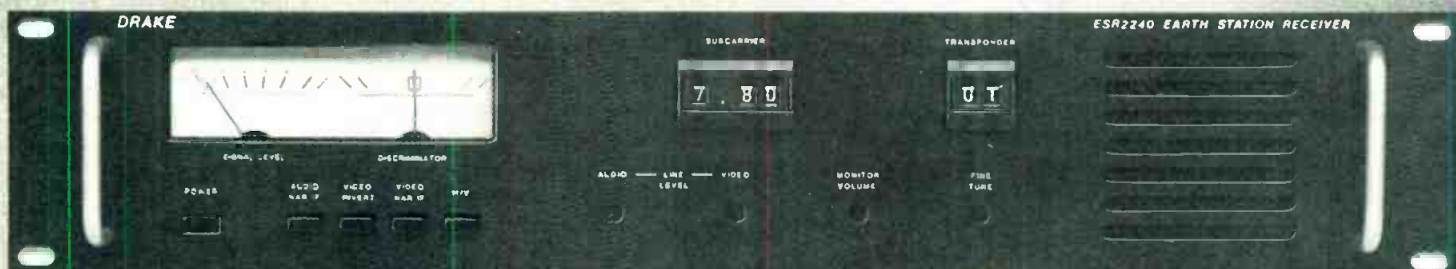 DRAKE
ESR2240 EARTH STATION RECEIVER
SUBCARRIER
TRANSPONDER
7.80
01
SIGNAL LEVEL
DISCRIMINATOR
POWER
AUDIO NAR IF
VIDEO INVERT
VIDEO NAR IF
H/V
AUDIO — LINE LEVEL — VIDEO
MONITOR VOLUME
FINE TUNE